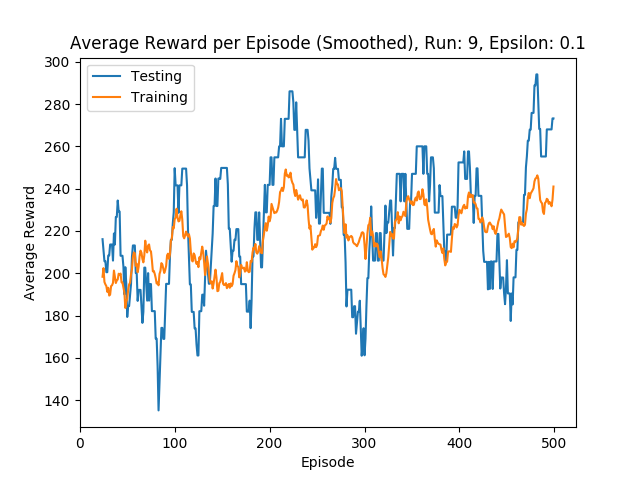 Average Reward per Episode (Smoothed), Run: 9, Epsilon: 0.1
Testing
Training
Average Reward
300
280
260
240
220
200
180
160
140
0 100 200 300 400 500
Episode